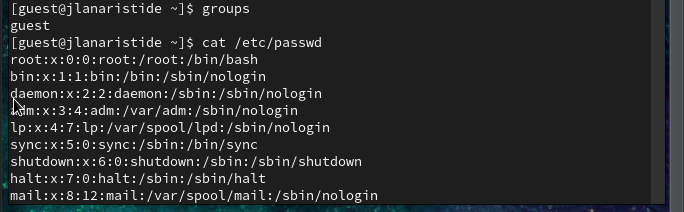 [guest@jlanaristide ~]$ groups
guest
[guest@jlanaristide ~]$ cat /etc/passwd
root:x:0:0:root:/root:/bin/bash
bin:x:1:1:bin:/bin:/sbin/nologin
daemon:x:2:2:daemon:/sbin:/sbin/nologin
adm:x:3:4:adm:/var/adm:/sbin/nologin
lp:x:4:7:lp:/var/spool/lpd:/sbin/nologin
sync:x:5:0:sync:/sbin:/bin/sync
shutdown:x:6:0:shutdown:/sbin:/sbin/shutdown
halt:x:7:0:halt:/sbin:/sbin/halt
mail:x:8:12:mail:/var/spool/mail:/sbin/nologin